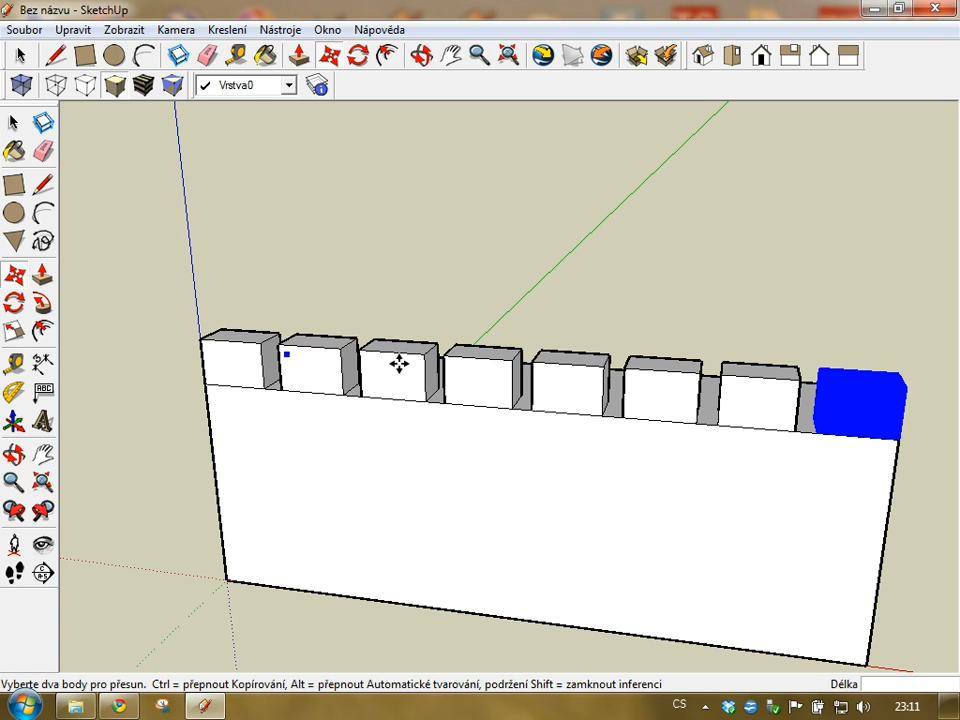 Bez názvu - SketchUp
Soubor Upravit Zobrazit Kamera Kreslení Nástroje Okno Nápověda
Vrstva0
ABC
Vyberte dva body pro přesun. Ctrl = přepnout Kopírování, Alt = přepnout Automatické tvarování, podržení Shift = zamknout inferenci Délka
CS 23:11